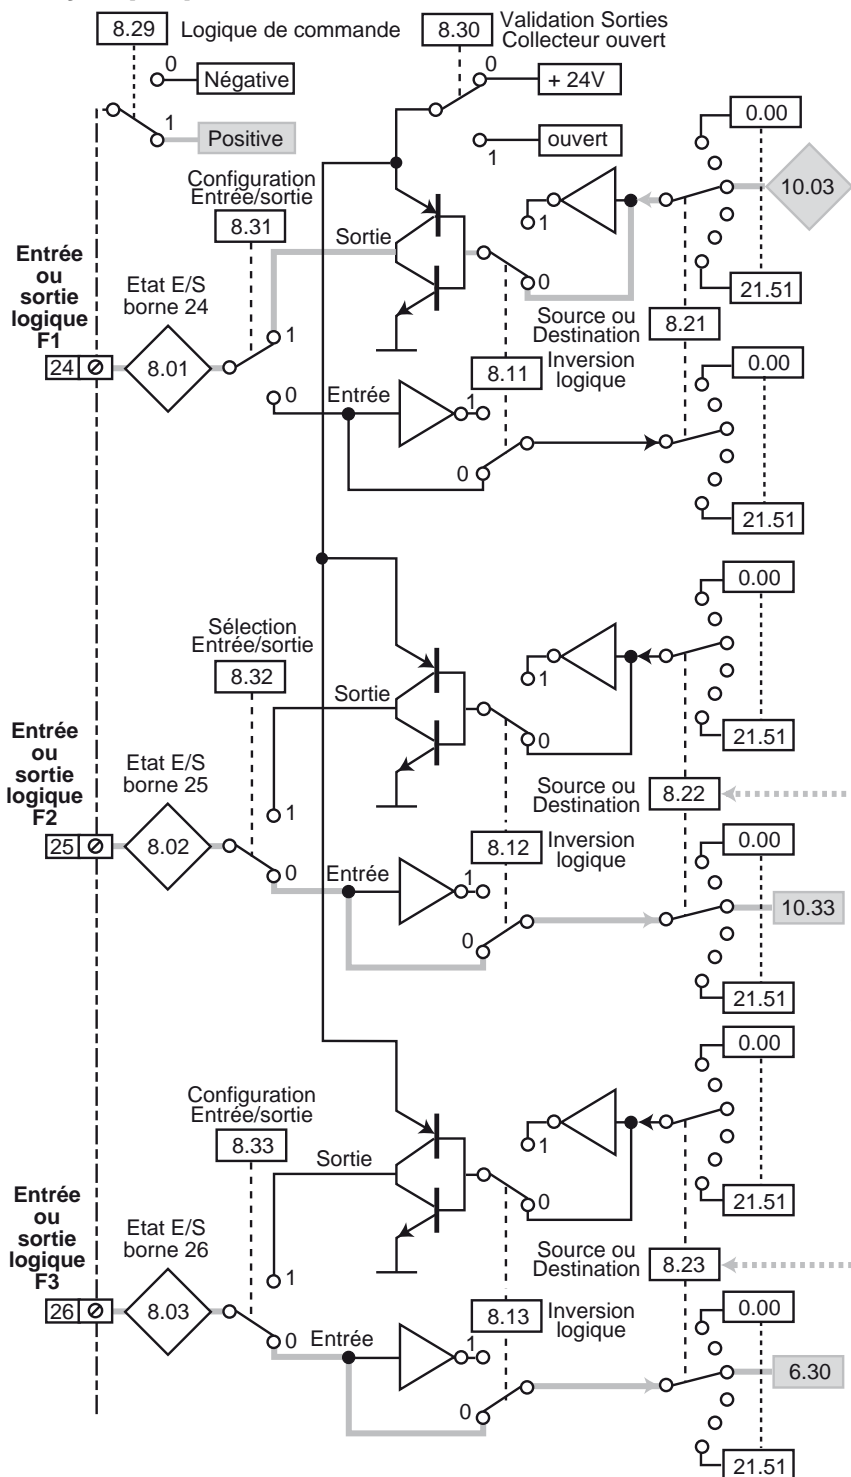 8.29
Logique de commande
8.30
Validation Sorties
Collecteur ouvert
0
Négative
0
+ 24V
1
Positive
1
ouvert
0.00
10.03
21.51
Configuration
Entrée/sortie
8.31
Sortie
1
0
Entrée
ou
sortie
logique
F1
Etat E/S
borne 24
24
8.01
1
0
Entrée
Source ou
Destination
8.21
8.11
Inversion
logique
1
0
0.00
21.51
Sélection
Entrée/sortie
8.32
Sortie
1
0
0.00
21.51
Entrée
ou
sortie
logique
F2
Etat E/S
borne 25
25
8.02
1
0
Entrée
Source ou
Destination
8.22
8.12
Inversion
logique
1
0
0.00
10.33
21.51
Configuration
Entrée/sortie
8.33
Sortie
1
0
0.00
21.51
Entrée
ou
sortie
logique
F3
Etat E/S
borne 26
26
8.03
1
0
Entrée
Source ou
Destination
8.23
8.13
Inversion
logique
1
0
0.00
6.30
21.51